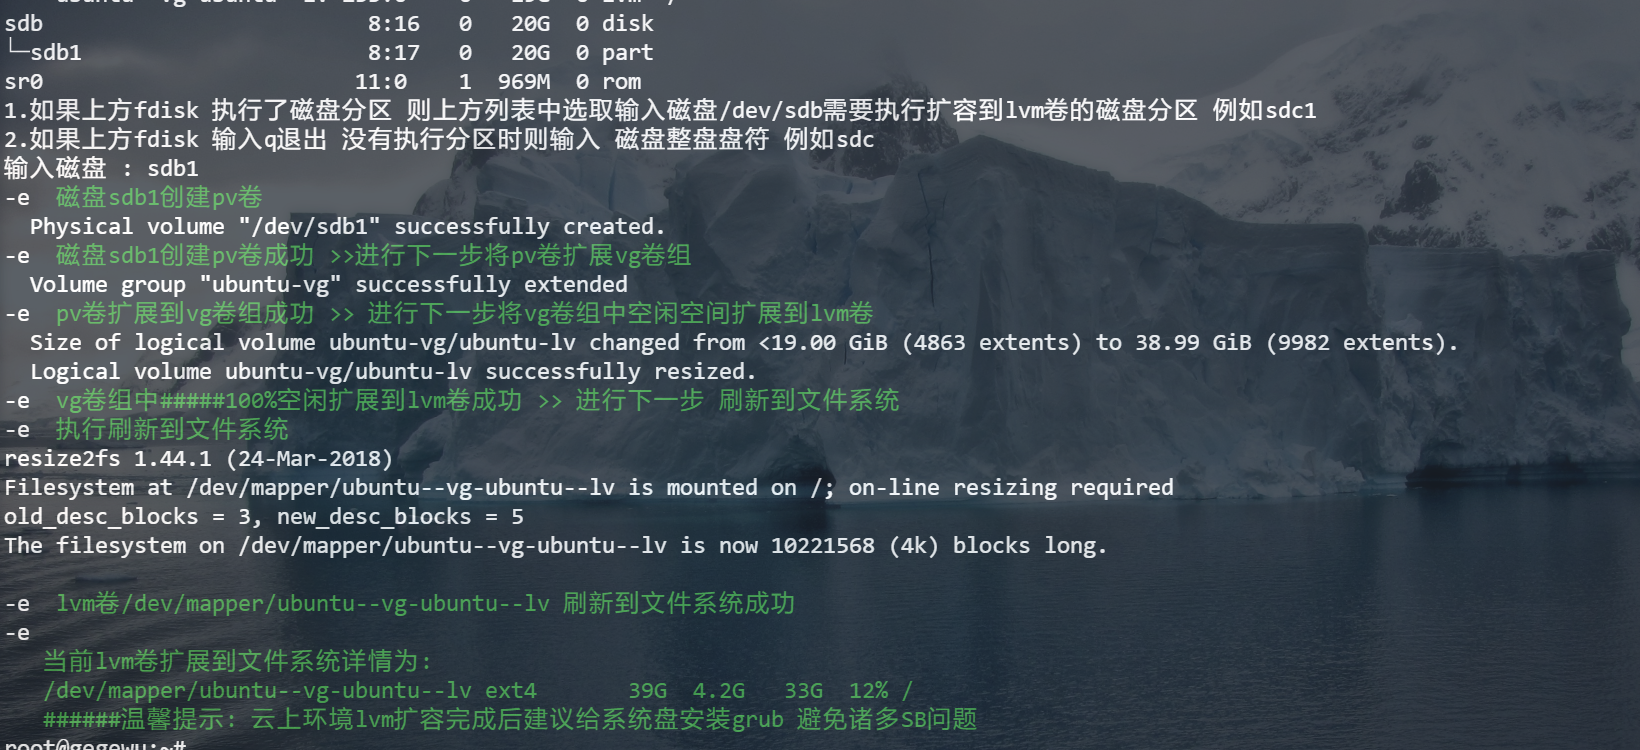 sdb 8:16 0 20G 0 disk
└─sdb1 8:17 0 20G 0 part
sr0 11:0 1 969M 0 rom
1.如果上方fdisk 执行了磁盘分区 则上方列表中选取输入磁盘/dev/sdb需要执行扩容到lvm卷的磁盘分区 例如sdc1
2.如果上方fdisk 输入q退出 没有执行分区时则输入 磁盘整盘盘符 例如sdc
输入磁盘 : sdb1
-e  磁盘sdb1创建pv卷
  Physical volume "/dev/sdb1" successfully created.
-e  磁盘sdb1创建pv卷成功 >>进行下一步将pv卷扩展vg卷组
  Volume group "ubuntu-vg" successfully extended
-e  pv卷扩展到vg卷组成功 >> 进行下一步将vg卷组中空闲空间扩展到lvm卷
  Size of logical volume ubuntu-vg/ubuntu-lv changed from <19.00 GiB (4863 extents) to 38.99 GiB (9982 extents).
  Logical volume ubuntu-vg/ubuntu-lv successfully resized.
-e  vg卷组中#####100%空闲扩展到lvm卷成功 >> 进行下一步 刷新到文件系统
-e  执行刷新到文件系统
resize2fs 1.44.1 (24-Mar-2018)
Filesystem at /dev/mapper/ubuntu--vg-ubuntu--lv is mounted on /; on-line resizing required
old_desc_blocks = 3, new_desc_blocks = 5
The filesystem on /dev/mapper/ubuntu--vg-ubuntu--lv is now 10221568 (4k) blocks long.
-e  lvm卷/dev/mapper/ubuntu--vg-ubuntu--lv 刷新到文件系统成功
-e
   当前lvm卷扩展到文件系统详情为:
   /dev/mapper/ubuntu--vg-ubuntu--lv ext4       39G  4.2G   33G  12% /
   ######温馨提示: 云上环境lvm扩容完成后建议给系统盘安装grub 避免诸多SB问题
root@gegewu:~#